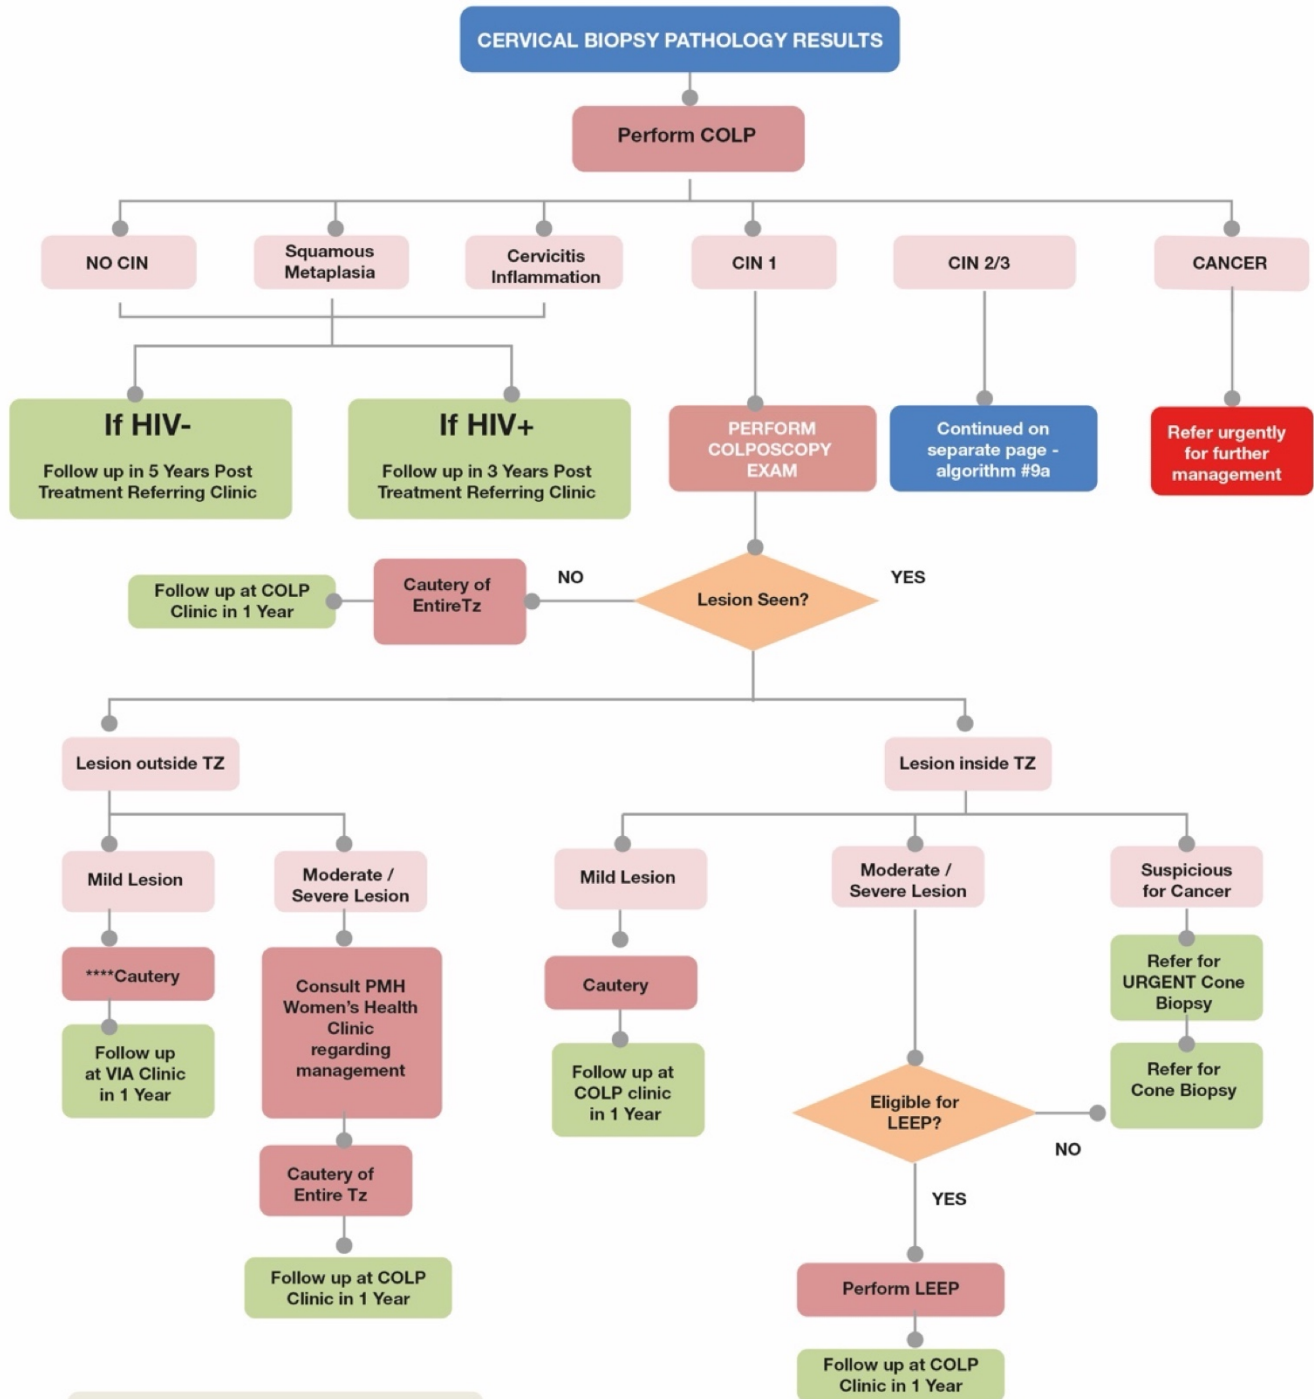 CERVICAL BIOPSY PATHOLOGY RESULTS
Perform COLP
NO CIN
Squamous
Metaplasia
Cervicitis
Inflammation
CIN 1
CIN 2/3
CANCER
If HIV-
Follow up in 5 Years Post
Treatment Referring Clinic
If HIV+
Follow up in 3 Years Post
Treatment Referring Clinic
PERFORM
COLPOSCOPY
EXAM
Continued on
separate page -
algorithm #9a
Refer urgently
for further
management
Follow up at COLP
Clinic in 1 Year
Cautery of
EntireTz
NO
Lesion Seen?
YES
Lesion outside TZ
Lesion inside TZ
Mild Lesion
Moderate /
Severe Lesion
Mild Lesion
Moderate /
Severe Lesion
Suspicious
for Cancer
****Cautery
Follow up
at VIA Clinic
in 1 Year
Consult PMH
Women's Health
Clinic
regarding
management
Cautery of
Entire Tz
Follow up at COLP
Clinic in 1 Year
Cautery
Follow up at
COLP clinic
in 1 Year
Refer for
URGENT Cone
Biopsy
Refer for
Cone Biopsy
Eligible for
LEEP?
NO
YES
Perform LEEP
Follow up at COLP
Clinic in 1 Year